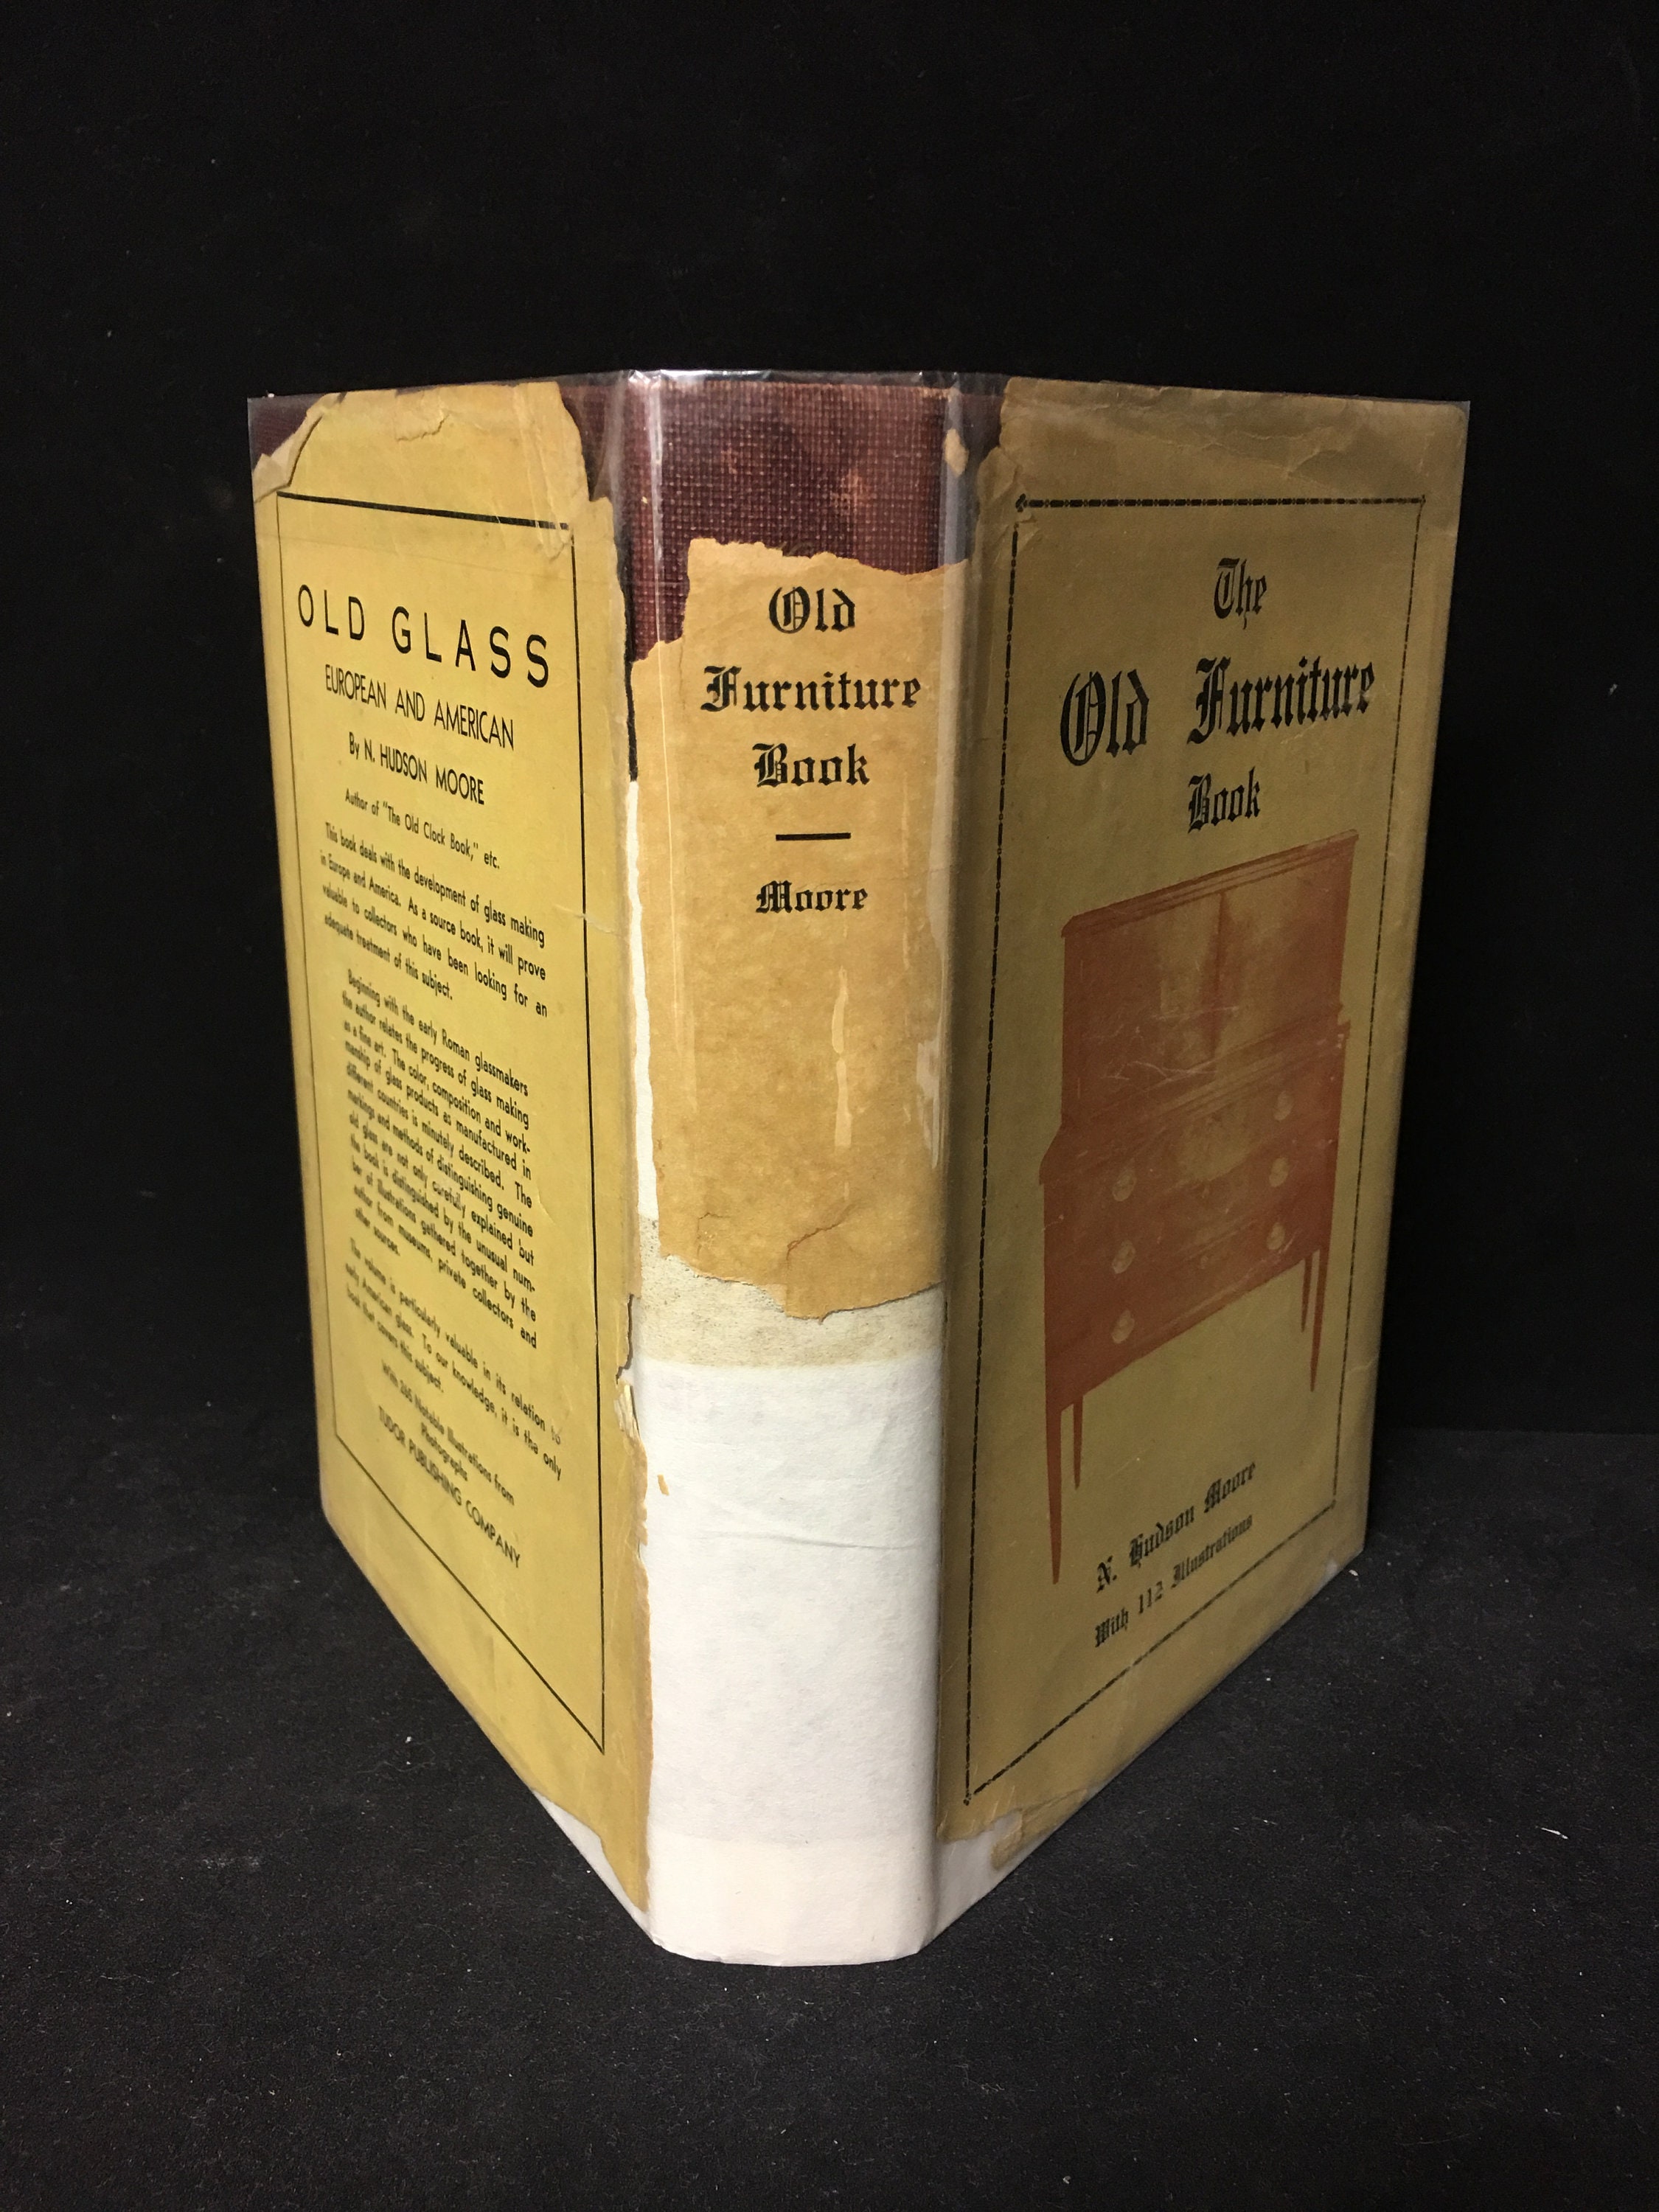 OLD GLASS
EUROPEAN AND AMERICAN
By N. HUDSON MOORE
Author of "The Old Clock Book," etc.
This book deals with the development of glass making
in Europe and America. As a source book, it will prove
valuable to collectors who have been looking for an
adequate treatment of this subject.
Beginning with the early Roman glassmakers
the author relates the progress of glass making
as a fine art. The color, composition and work-
manship of glass products as manufactured in
different countries is minutely described. The
markings and methods of distinguishing genuine
old glass are not only carefully explained but
the book is distinguished by the unusual num-
ber of illustrations gathered together by the
author from museums, private collectors and
other sources.
The volume is particularly valuable in its relation to
early American glass. To our knowledge, it is the only
book that covers this subject.
With 265 Notable Illustrations from
Photographs
TUDOR PUBLISHING COMPANY
Old
Furniture
Book
Moore
The
Old Furniture
Book
N. Hudson Moore
With 112 Illustrations